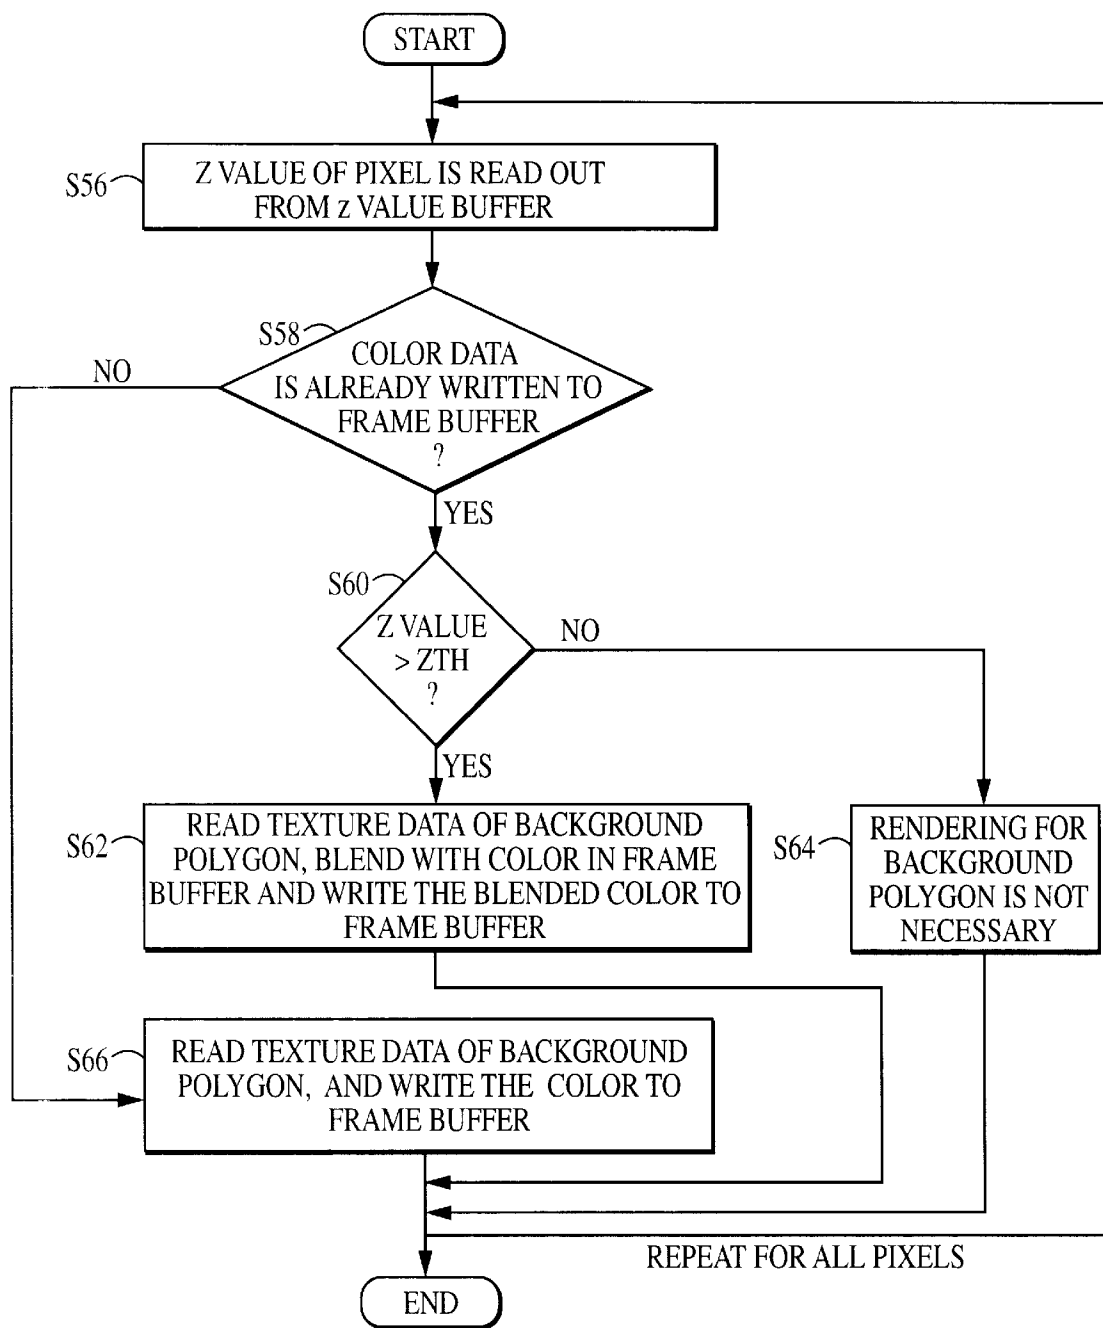 START
S56
Z VALUE OF PIXEL IS READ OUT
FROM z VALUE BUFFER
S58
COLOR DATA
IS ALREADY WRITTEN TO
FRAME BUFFER
?
NO
YES
S60
Z VALUE
> ZTH
?
NO
YES
S62
READ TEXTURE DATA OF BACKGROUND
POLYGON, BLEND WITH COLOR IN FRAME
BUFFER AND WRITE THE BLENDED COLOR TO
FRAME BUFFER
S64
RENDERING FOR
BACKGROUND
POLYGON IS NOT
NECESSARY
S66
READ TEXTURE DATA OF BACKGROUND
POLYGON, AND WRITE THE COLOR TO
FRAME BUFFER
REPEAT FOR ALL PIXELS
END